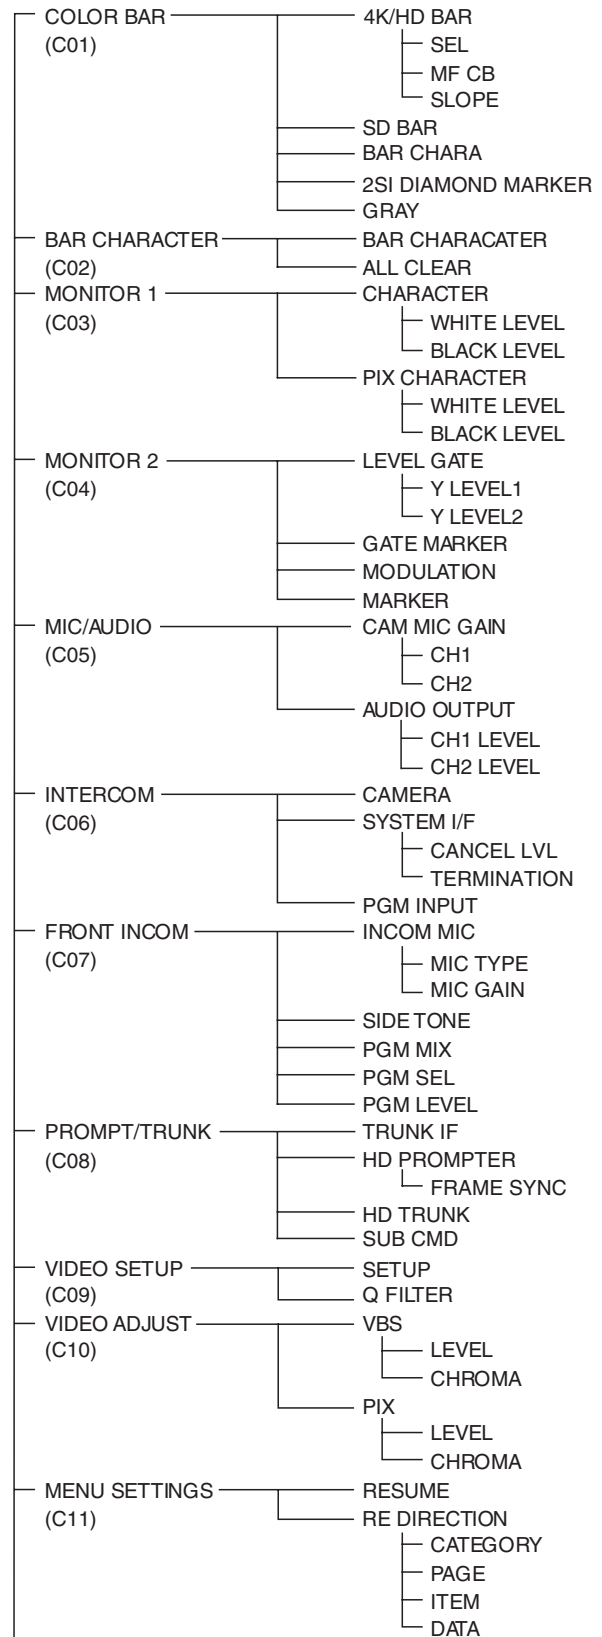 COLOR BAR 4K/HD BAR
(C01) SEL
MF CB
SLOPE
SD BAR
BAR CHARA
2SI DIAMOND MARKER
GRAY
BAR CHARACTER BAR CHARACATER
(C02) ALL CLEAR
MONITOR 1 CHARACTER
(C03) WHITE LEVEL
BLACK LEVEL
PIX CHARACTER
WHITE LEVEL
BLACK LEVEL
MONITOR 2 LEVEL GATE
(C04) Y LEVEL1
Y LEVEL2
GATE MARKER
MODULATION
MARKER
MIC/AUDIO CAM MIC GAIN
(C05) CH1
CH2
AUDIO OUTPUT
CH1 LEVEL
CH2 LEVEL
INTERCOM CAMERA
(C06) SYSTEM I/F
CANCEL LVL
TERMINATION
PGM INPUT
FRONT INCOM INCOM MIC
(C07) MIC TYPE
MIC GAIN
SIDE TONE
PGM MIX
PGM SEL
PGM LEVEL
PROMPT/TRUNK TRUNK IF
(C08) HD PROMPTER
FRAME SYNC
HD TRUNK
SUB CMD
VIDEO SETUP SETUP
(C09) Q FILTER
VIDEO ADJUST VBS
(C10) LEVEL
CHROMA
PIX
LEVEL
CHROMA
MENU SETTINGS RESUME
(C11) RE DIRECTION
CATEGORY
PAGE
ITEM
DATA